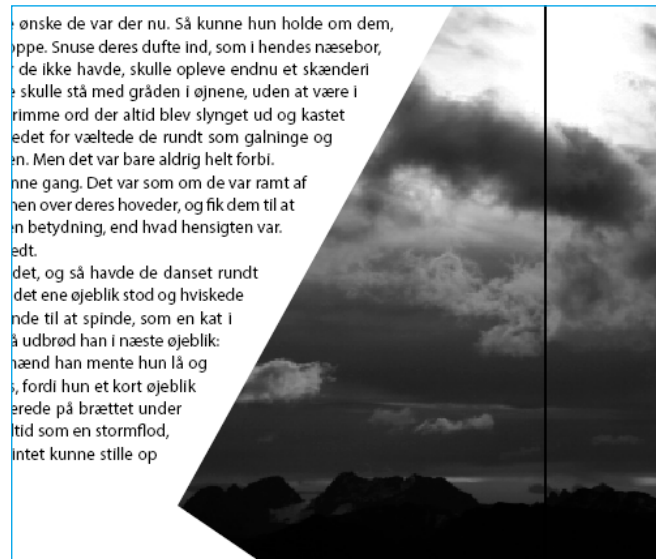 ønske de var der nu. Så kunne hun holde om dem,
oppe. Snuse deres dufte ind, som i hendes næsebor,
de ikke havde, skulle opleve endnu et skænderi
skulle stå med gråden i øjnene, uden at være i
rimme ord der altid blev slynget ud og kastet
edet for væltede de rundt som galninge og
en. Men det var bare aldrig helt forbi.
nne gang. Det var som om de var ramt af
nen over deres hoveder, og fik dem til at
en betydning, end hvad hensigten var.
edt.
det, og så havde de danset rundt
det ene øjeblik stod og hviskede
nde til at spinde, som en kat i
å udbrød han i næste øjeblik:
mænd han mente hun lå og
s, fordi hun et kort øjeblik
erede på brættet under
ltid som en stormflod,
intet kunne stille op